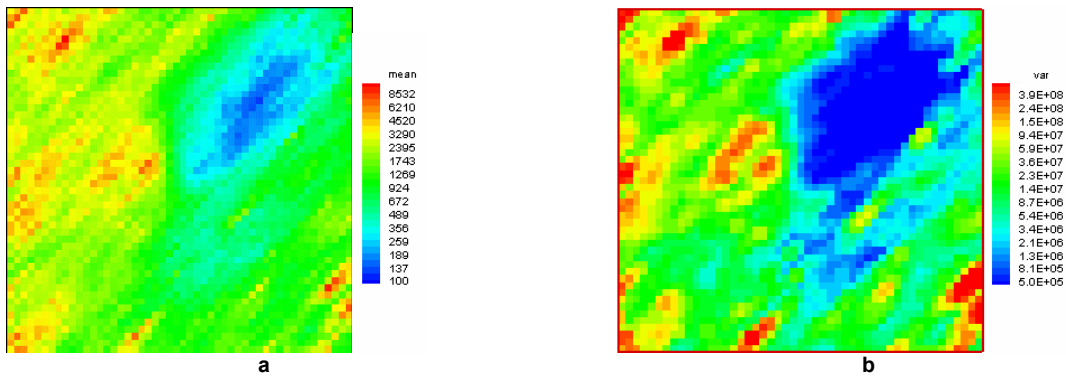 mean
8532
6210
4520
3290
2395
1743
1269
924
672
489
356
259
189
137
100
a
var
3.9E+08
2.4E+08
1.5E+08
9.4E+07
5.9E+07
3.6E+07
2.3E+07
1.4E+07
8.7E+06
5.4E+06
3.4E+06
2.1E+06
1.3E+06
8.1E+05
5.0E+05
b